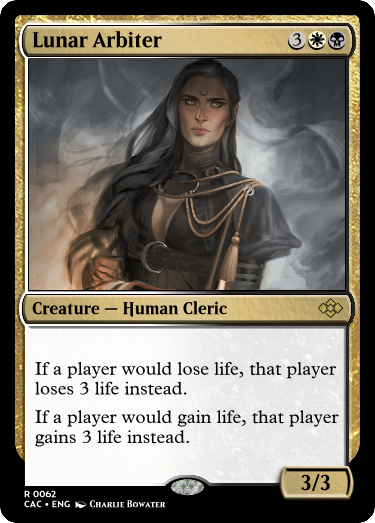 Lunar Arbiter 3
Creature — Human Cleric
If a player would lose life, that player
loses 3 life instead.
If a player would gain life, that player
gains 3 life instead.
3/3
R 0062
CAC • ENG Charlie Bowater